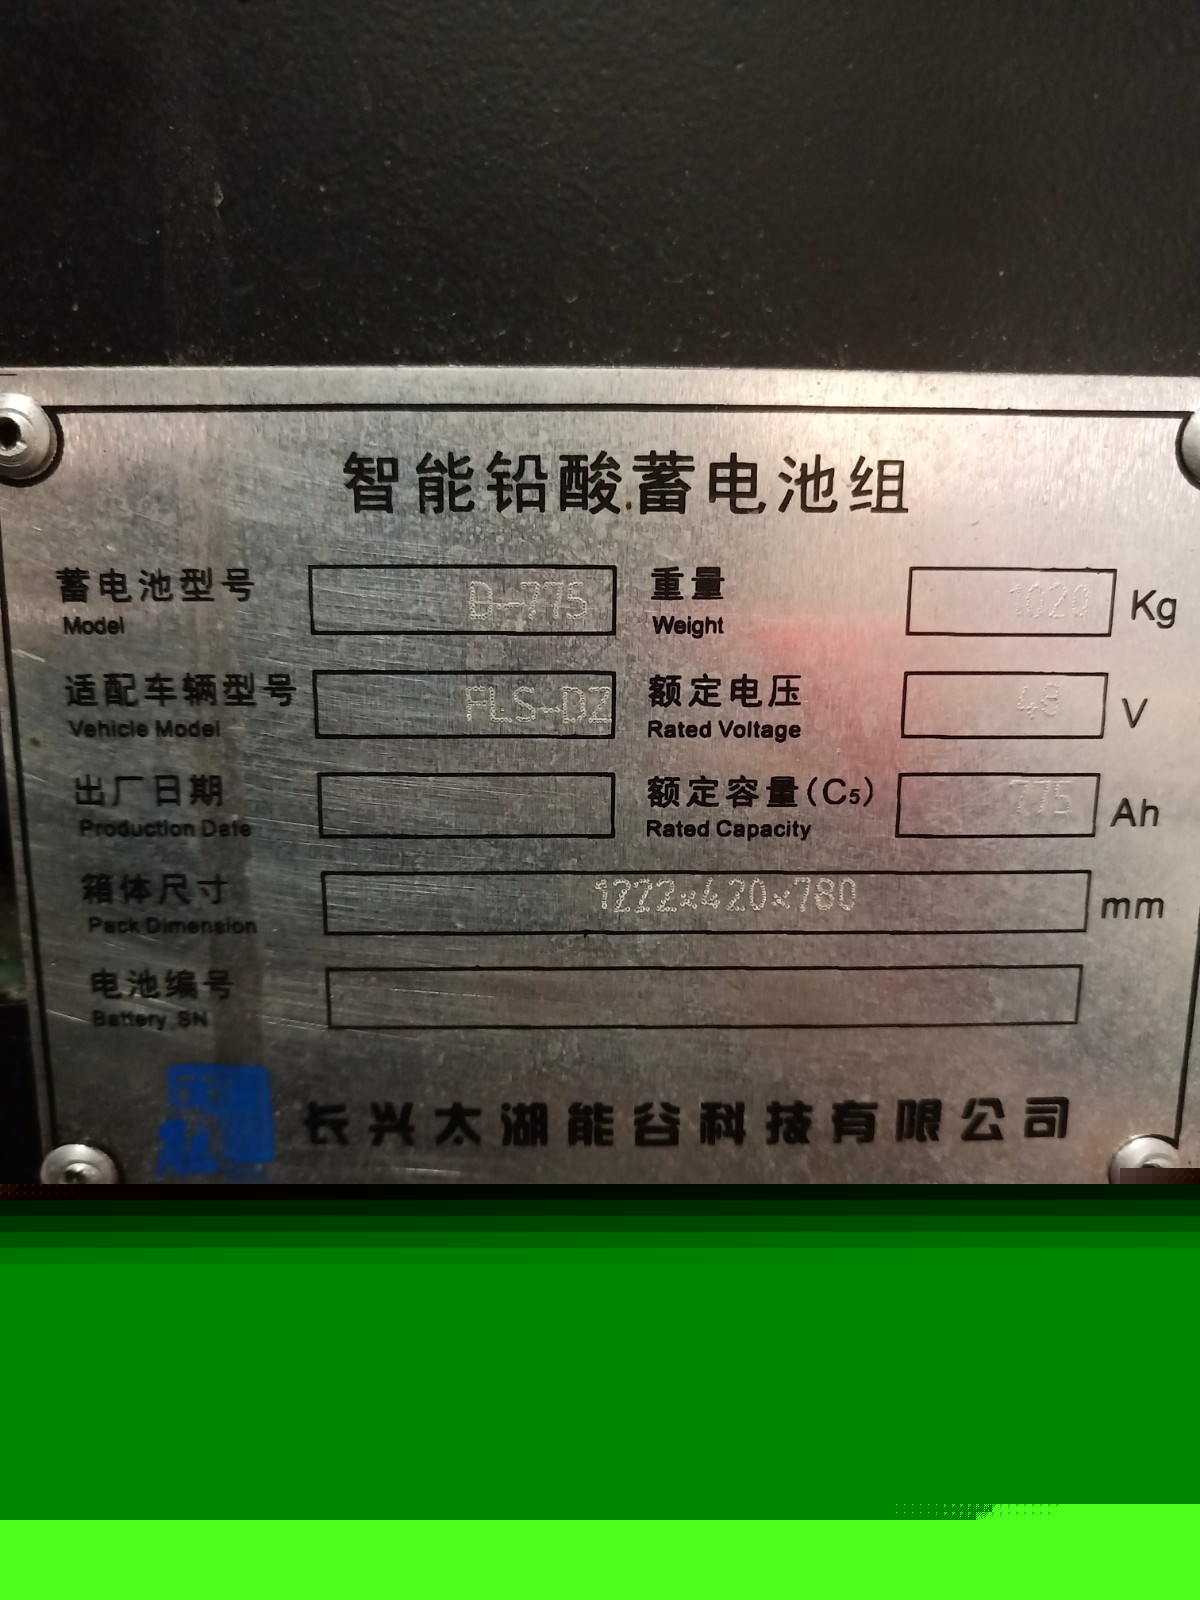 智能铅酸蓄电池组
蓄电池型号 D-775 重量 1020 Kg
Model Weight
适配车辆型号 FLS-DZ 额定电压 48 V
Vehicle Model Rated Voltage
出厂日期 额定容量(C5) 775 Ah
Production Date Rated Capacity
箱体尺寸 1222×420×780 mm
Pack Dimension
电池编号
Battery SN
长兴太湖能谷科技有限公司